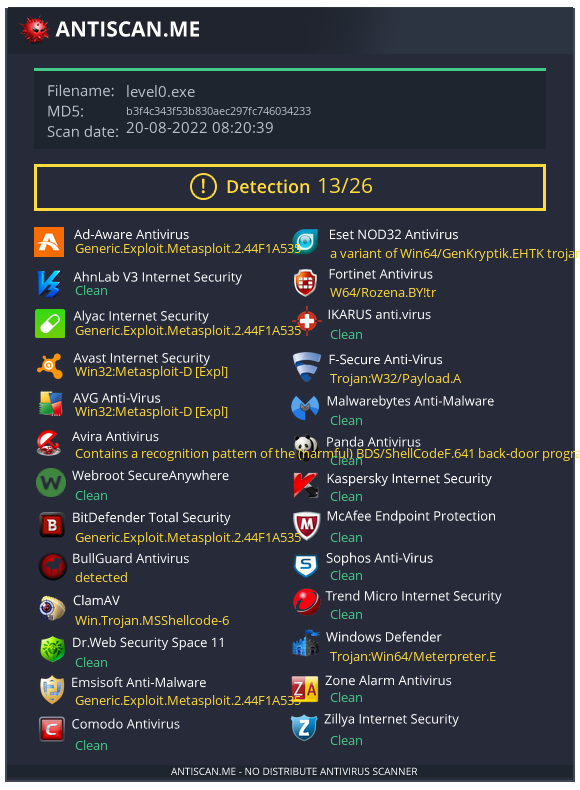 ANTISCAN.ME
Filename: level0.exe
MD5: b3f4c343f53b830aec297fc746034233
Scan date: 20-08-2022 08:20:39
! Detection 13/26
Ad-Aware Antivirus
Generic.Exploit.Metasploit.2.44F1A535
AhnLab V3 Internet Security
Clean
Alyac Internet Security
Generic.Exploit.Metasploit.2.44F1A535
Avast Internet Security
Win32:Metasploit-D [Expl]
AVG Anti-Virus
Win32:Metasploit-D [Expl]
Avira Antivirus
Contains a recognition pattern of the (harmful) BDS/ShellCodeF.641 back-door progra
Webroot SecureAnywhere
Clean
BitDefender Total Security
Generic.Exploit.Metasploit.2.44F1A535
BullGuard Antivirus
detected
ClamAV
Win.Trojan.MSShellcode-6
Dr.Web Security Space 11
Clean
Emsisoft Anti-Malware
Generic.Exploit.Metasploit.2.44F1A535
Comodo Antivirus
Clean
Eset NOD32 Antivirus
a variant of Win64/GenKryptik.EHTK trojan
Fortinet Antivirus
W64/Rozena.BY!tr
IKARUS anti.virus
Clean
F-Secure Anti-Virus
Trojan:W32/Payload.A
Malwarebytes Anti-Malware
Clean
Panda Antivirus
Clean
Kaspersky Internet Security
Clean
McAfee Endpoint Protection
Clean
Sophos Anti-Virus
Clean
Trend Micro Internet Security
Clean
Windows Defender
Trojan:Win64/Meterpreter.E
Zone Alarm Antivirus
Clean
Zillya Internet Security
Clean
ANTISCAN.ME - NO DISTRIBUTE ANTIVIRUS SCANNER